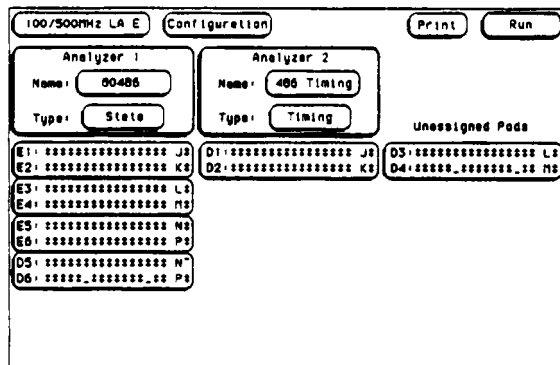 100/500MHz LA E Configuration Print Run
Analyzer 1
Name: 80486
Type: State
Analyzer 2
Name: 486 Timing
Type: Timing
Unassigned Pods
E1: ‡‡‡‡‡‡‡‡‡‡‡‡‡‡‡‡ J‡
E2: ‡‡‡‡‡‡‡‡‡‡‡‡‡‡‡‡ K‡
E3: ‡‡‡‡‡‡‡‡‡‡‡‡‡‡‡‡ L‡
E4: ‡‡‡‡‡‡‡‡‡‡‡‡‡‡‡‡ M‡
E5: ‡‡‡‡‡‡‡‡‡‡‡‡‡‡‡‡ N‡
E6: ‡‡‡‡‡‡‡‡‡‡‡‡‡‡‡‡ P‡
D5: ‡‡‡‡‡‡‡‡‡‡‡‡‡‡‡‡ N¯
D6: ‡‡‡‡‡_‡‡‡‡‡‡‡_‡‡ P‡
D1: ‡‡‡‡‡‡‡‡‡‡‡‡‡‡‡‡ J‡
D2: ‡‡‡‡‡‡‡‡‡‡‡‡‡‡‡‡ K‡
D3: ‡‡‡‡‡‡‡‡‡‡‡‡‡‡‡‡ L‡
D4: ‡‡‡‡‡_‡‡‡‡‡‡‡_‡‡ M‡